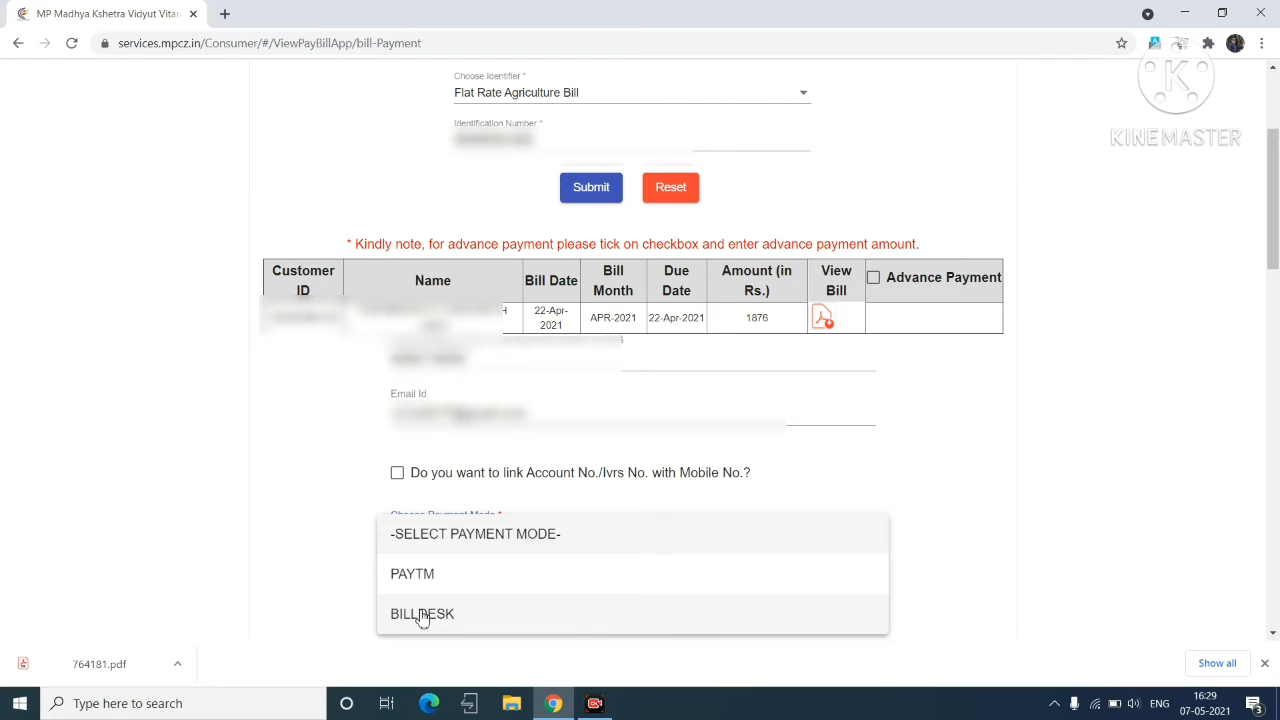 MP Madhya Kshetra Vidyut Vitar
services.mpcz.in/Consumer/#/ViewPayBillApp/bill-Payment
K
KINEMASTER
Choose Identifier *
Flat Rate Agriculture Bill
Identification Number *
Submit
Reset
* Kindly note, for advance payment please tick on checkbox and enter advance payment amount.
Customer ID
Name
Bill Date
Bill Month
Due Date
Amount (in Rs.)
View Bill
Advance Payment
22-Apr-2021
APR-2021
22-Apr-2021
1876
Email Id
Do you want to link Account No./Ivrs No. with Mobile No.?
Choose Payment Mode *
-SELECT PAYMENT MODE-
PAYTM
BILLDESK
764181.pdf
Show all
Type here to search
ENG
16:29
07-05-2021
3